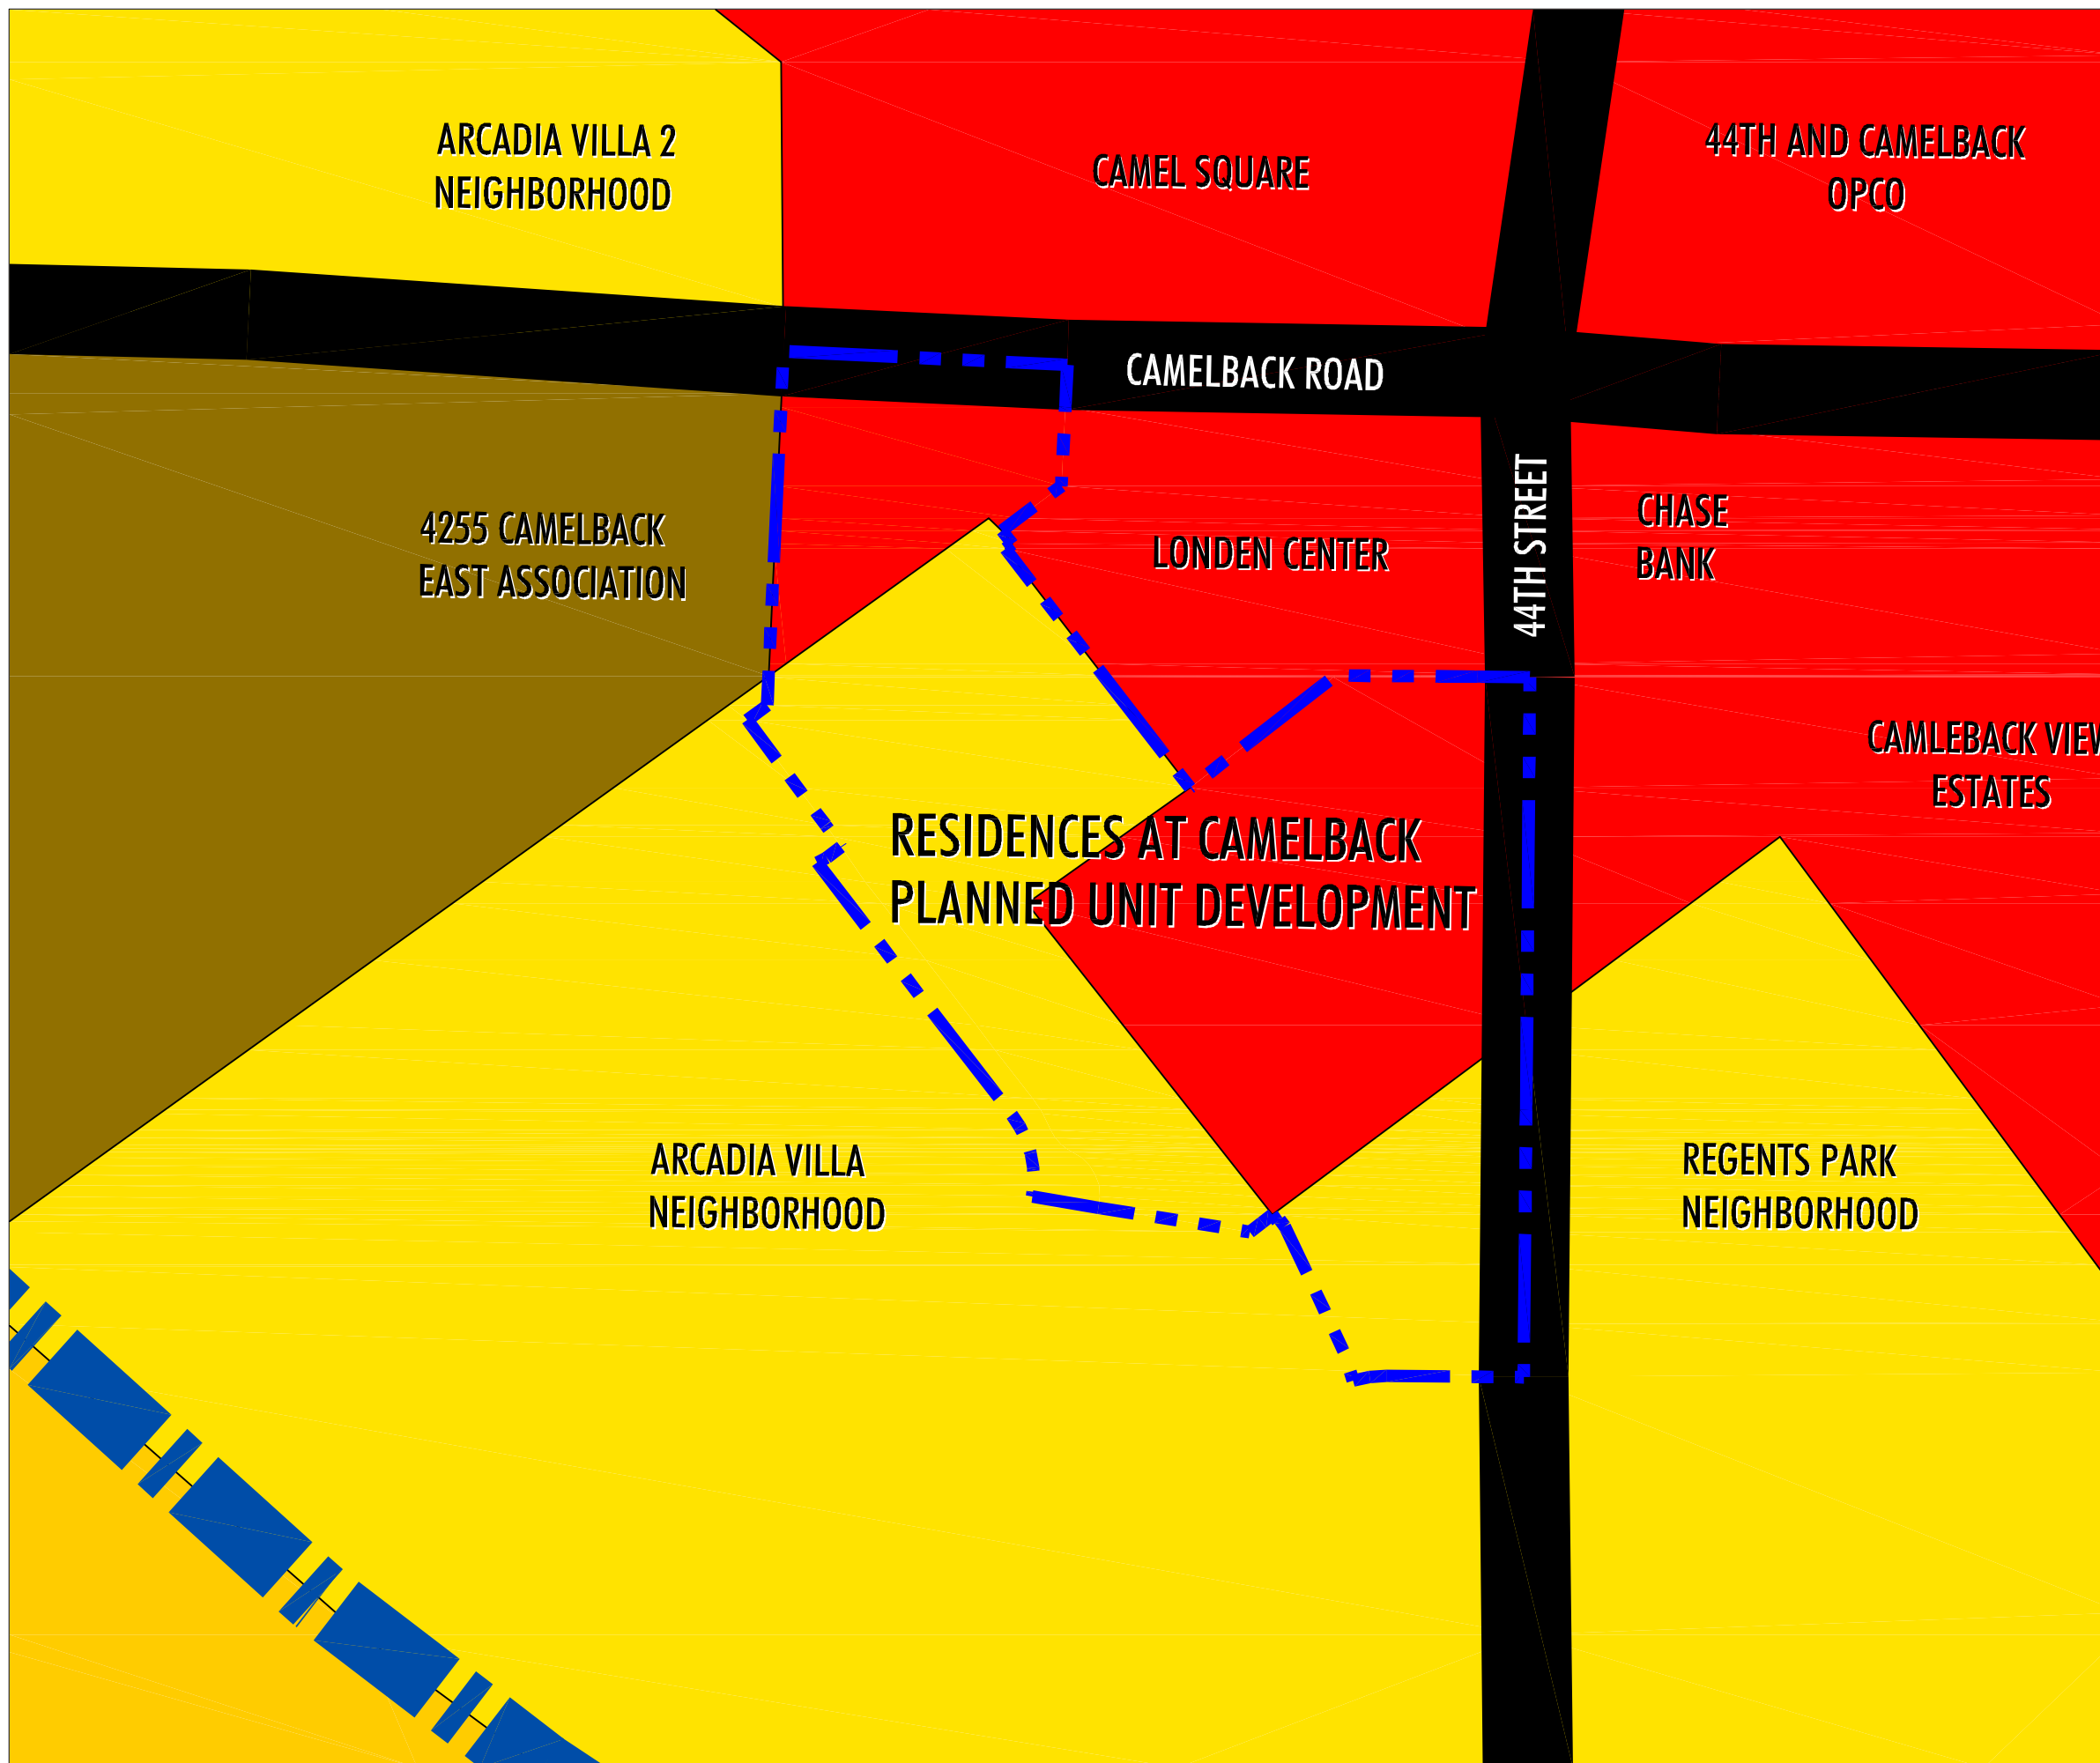 ARCADIA VILLA 2
NEIGHBORHOOD
CAMEL SQUARE
44TH AND CAMELBACK
OPCO
CAMELBACK ROAD
4255 CAMELBACK
EAST ASSOCIATION
LONDEN CENTER
44TH STREET
CHASE
BANK
CAMLEBACK VIEW
ESTATES
RESIDENCES AT CAMELBACK
PLANNED UNIT DEVELOPMENT
ARCADIA VILLA
NEIGHBORHOOD
REGENTS PARK
NEIGHBORHOOD